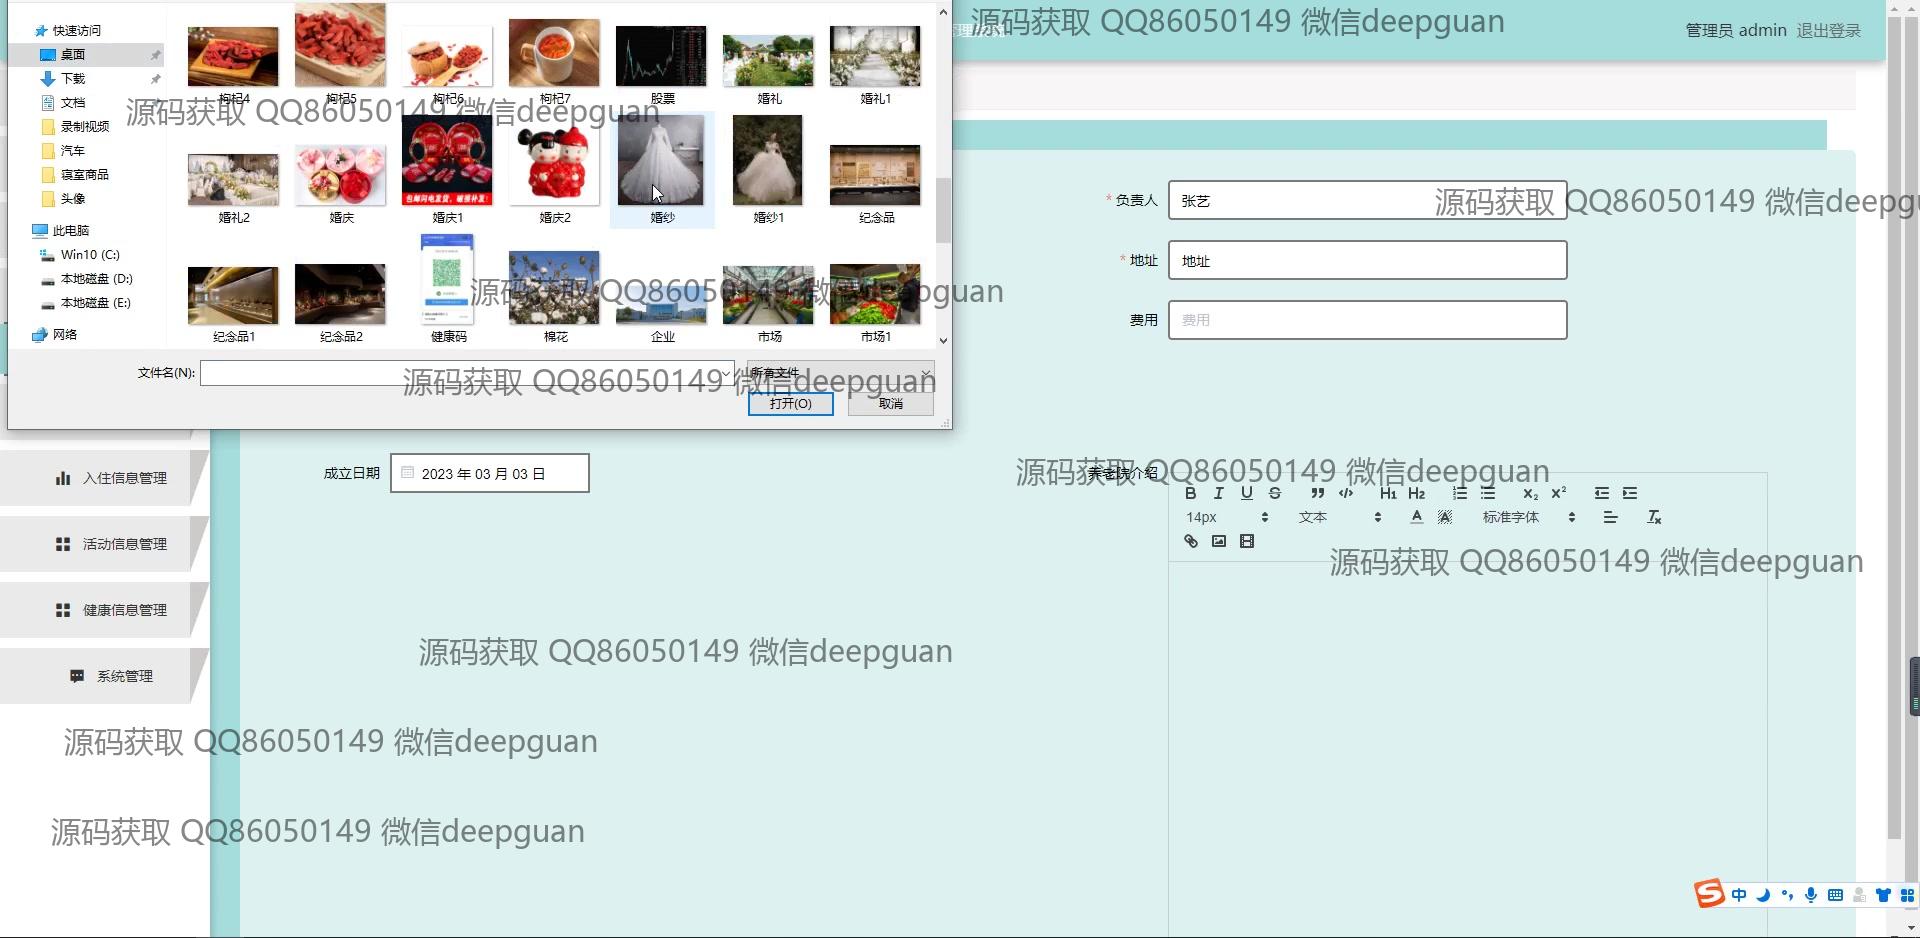 快速访问
桌面
下载
文档
录制视频
汽车
寝室商品
头像
此电脑
Win10 (C:)
本地磁盘 (D:)
本地磁盘 (E:)
网络
枸杞4
枸杞5
枸杞6
枸杞7
股票
婚礼
婚礼1
婚礼2
婚庆
包邮闪电发货,破损补发!
婚庆1
婚庆2
婚纱
婚纱1
纪念品
纪念品1
纪念品2
健康码
棉花
企业
市场
市场1
文件名(N):
所有文件
打开(O)
取消
源码获取 QQ86050149 微信deepguan
管理员 admin
退出登录
源码获取 QQ86050149 微信deepguan
* 负责人
张艺
源码获取 QQ86050149 微信deepgu
* 地址
地址
源码获取 QQ86050149 微信deepguan
费用
费用
源码获取 QQ86050149 微信deepguan
入住信息管理
活动信息管理
健康信息管理
系统管理
成立日期
2023 年 03 月 03 日
养老院介绍
源码获取 QQ86050149 微信deepguan
B I U S H1 H2 X2 X2
14px
文本
A
标准字体
源码获取 QQ86050149 微信deepguan
源码获取 QQ86050149 微信deepguan
源码获取 QQ86050149 微信deepguan
源码获取 QQ86050149 微信deepguan
中